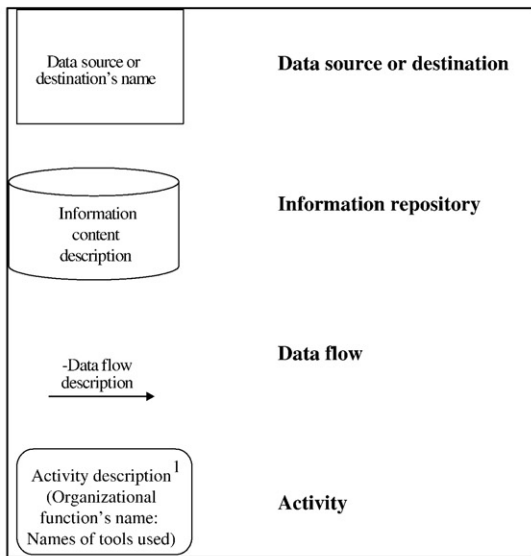 Data source or
destination's name
Data source or destination
Information
content
description
Information repository
-Data flow
description
Data flow
Activity description1
(Organizational
function's name:
Names of tools used)
Activity